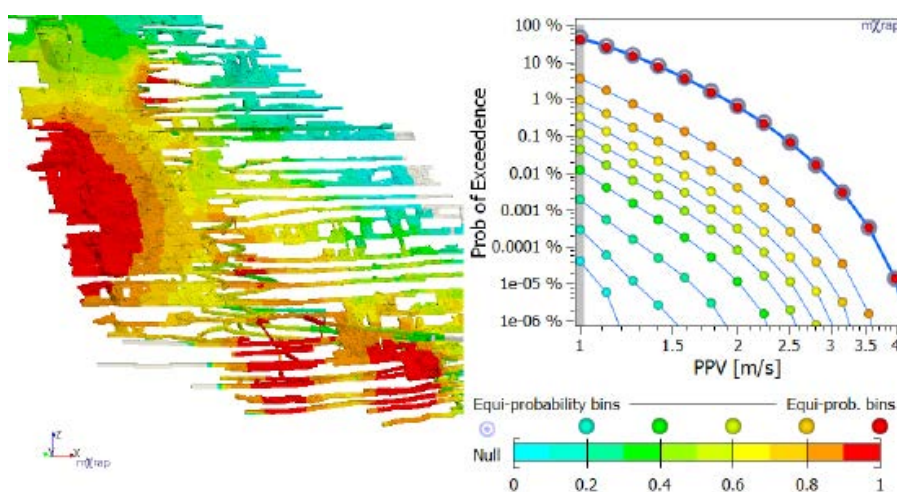 Z
Y
X
mXrap
mXrap
Prob of Exceedence
100 %
10 %
1 %
0.1 %
0.01 %
0.001 %
0.0001 %
1e-05 %
1e-06 %
1 1.5 2 2.5 3 3.5 4
PPV [m/s]
Equi-probability bins Equi-prob. bins
Null
0 0.2 0.4 0.6 0.8 1